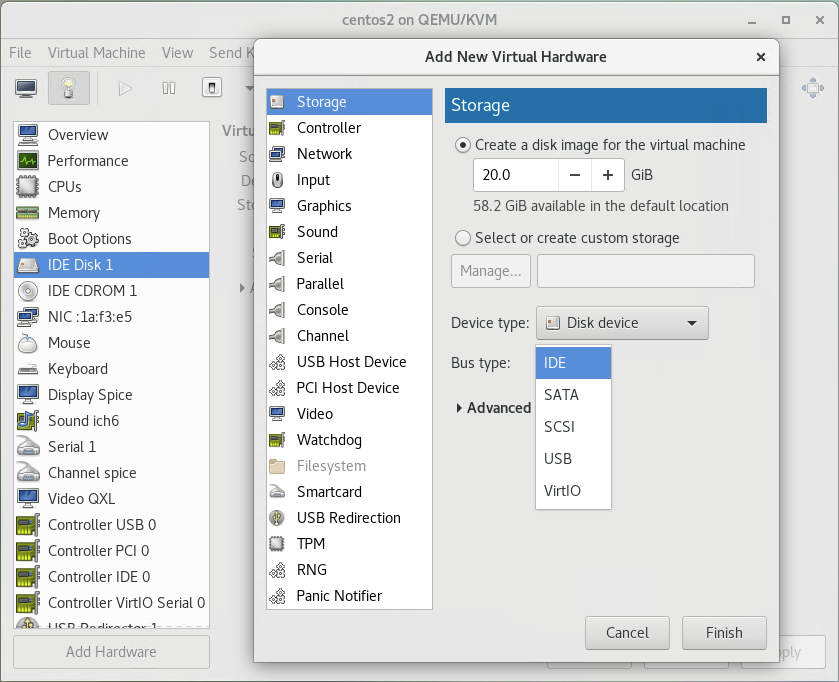 centos2 on QEMU/KVM
File Virtual Machine View Send K
Add New Virtual Hardware
Overview
Performance
CPUs
Memory
Boot Options
IDE Disk 1
IDE CDROM 1
NIC :1a:f3:e5
Mouse
Keyboard
Display Spice
Sound ich6
Serial 1
Channel spice
Video QXL
Controller USB 0
Controller PCI 0
Controller IDE 0
Controller VirtIO Serial 0
USB Redirector 1
Add Hardware
Virtu
So
De
Sto
Storage
Controller
Network
Input
Graphics
Sound
Serial
Parallel
Console
Channel
USB Host Device
PCI Host Device
Video
Watchdog
Filesystem
Smartcard
USB Redirection
TPM
RNG
Panic Notifier
Storage
Create a disk image for the virtual machine
20.0 − + GiB
58.2 GiB available in the default location
Select or create custom storage
Manage...
Device type: Disk device
Bus type: IDE
SATA
Advanced
SCSI
USB
VirtIO
Cancel Finish
ply